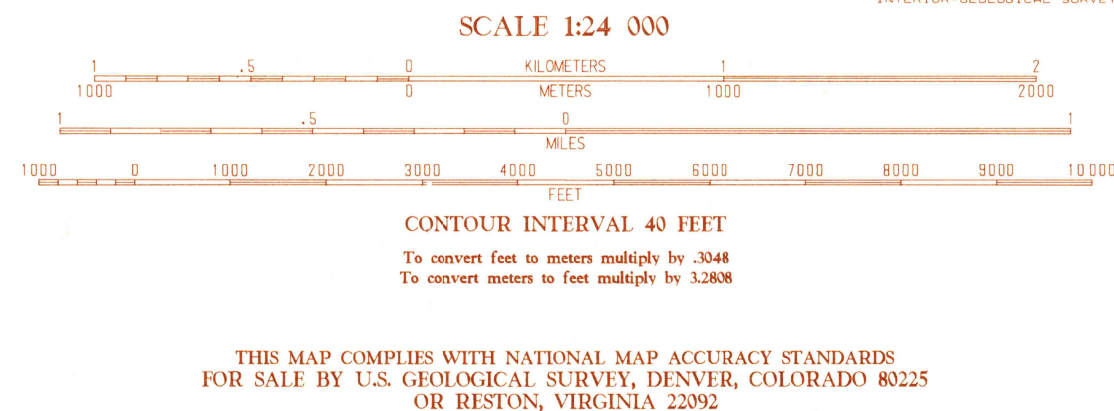 INTERIOR-GEOLOGICAL SURVEY
SCALE 1:24 000
1 .5 0 KILOMETERS 1 2
1000 0 METERS 1000 2000
1 .5 0 1
MILES
1000 0 1000 2000 3000 4000 5000 6000 7000 8000 9000 10 000
FEET
CONTOUR INTERVAL 40 FEET
To convert feet to meters multiply by .3048
To convert meters to feet multiply by 3.2808
THIS MAP COMPLIES WITH NATIONAL MAP ACCURACY STANDARDS
FOR SALE BY U.S. GEOLOGICAL SURVEY, DENVER, COLORADO 80225
OR RESTON, VIRGINIA 22092